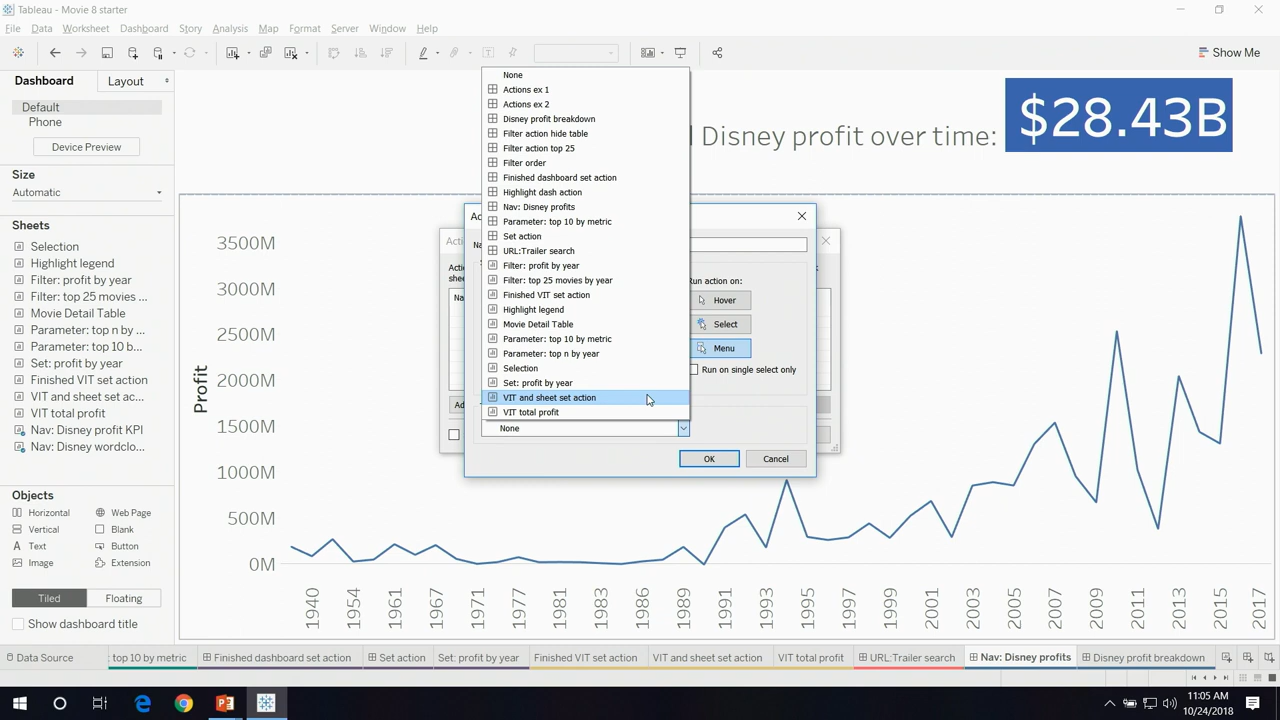 Tableau - Movie 8 starter
File Data Worksheet Dashboard Story Analysis Map Format Server Window Help
Show Me
Dashboard Layout
Default
Phone
Device Preview
Size
Automatic
Sheets
Selection
Highlight legend
Filter: profit by year
Filter: top 25 movies ...
Movie Detail Table
Parameter: top n by ...
Parameter: top 10 b...
Set: profit by year
Finished VIT set action
VIT and sheet set ac...
VIT total profit
Nav: Disney profit KPI
Nav: Disney wordclo...
Objects
Horizontal Web Page
Vertical Blank
Text Button
Image Extension
Tiled Floating
Show dashboard title
Disney profit over time: $28.43B
None
Actions ex 1
Actions ex 2
Disney profit breakdown
Filter action hide table
Filter action top 25
Filter order
Finished dashboard set action
Highlight dash action
Nav: Disney profits
Parameter: top 10 by metric
Set action
URL:Trailer search
Filter: profit by year
Filter: top 25 movies by year
Finished VIT set action
Highlight legend
Movie Detail Table
Parameter: top 10 by metric
Parameter: top n by year
Selection
Set: profit by year
VIT and sheet set action
VIT total profit
None
Hover
Select
Menu
Run on single select only
OK Cancel
Profit
3500M
3000M
2500M
2000M
1500M
1000M
500M
0M
1940 1954 1961 1967 1971 1977 1981 1983 1986 1989 1991 1993 1995 1997 1999 2001 2003 2005 2007 2009 2011 2013 2015 2017
Data Source top 10 by metric Finished dashboard set action Set action Set: profit by year Finished VIT set action VIT and sheet set action VIT total profit URL:Trailer search Nav: Disney profits Disney profit breakdown
11:05 AM
10/24/2018